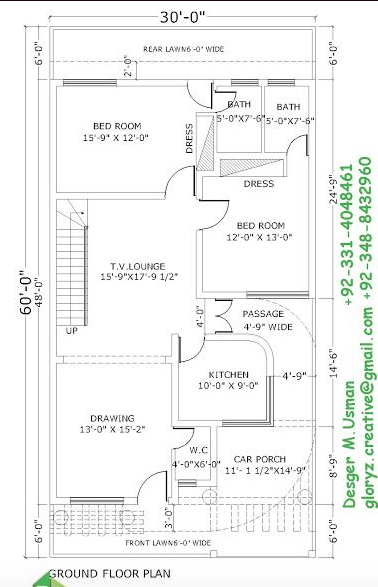 30'-0"
6'-0"
REAR LAWN6'-0" WIDE
6'-0"
2'-0"
BATH
5'-0"X7'-6"
BATH
5'-0"X7'-6"
BED ROOM
15'-9" X 12'-0"
DRESS
DRESS
BED ROOM
12'-0" X 13'-0"
24'-9"
T.V.LOUNGE
15'-9"X17'-9 1/2"
60'-0"
48'-0"
UP
4'-0"
PASSAGE
4'-9" WIDE
14'-6"
KITCHEN
10'-0" X 9'-0"
4'-9"
DRAWING
13'-0" X 15'-2"
W.C
4'-0"X6'-0"
CAR PORCH
11'- 1 1/2"X14'-9"
8'-9"
6'-0"
3'-0"
6'-0"
FRONT LAWN6'-0" WIDE
GROUND FLOOR PLAN
Desger M. Usman +92-331-4048461
gloryz.creative@gmail.com +92-348-8432960